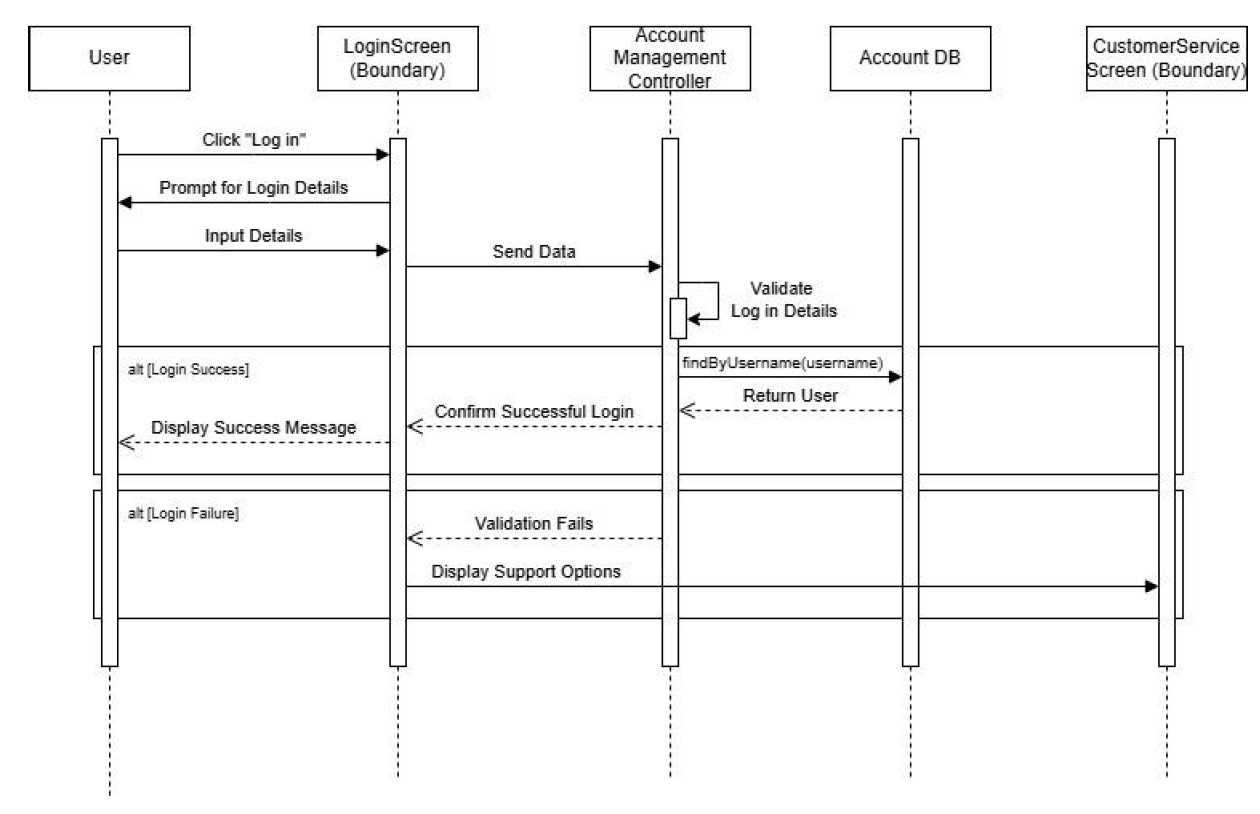 User
LoginScreen
(Boundary)
Account
Management
Controller
Account DB
CustomerService
Screen (Boundary)
Click "Log in"
Prompt for Login Details
Input Details
Send Data
Validate
Log in Details
alt [Login Success]
findByUsername(username)
Return User
Confirm Successful Login
Display Success Message
alt [Login Failure]
Validation Fails
Display Support Options